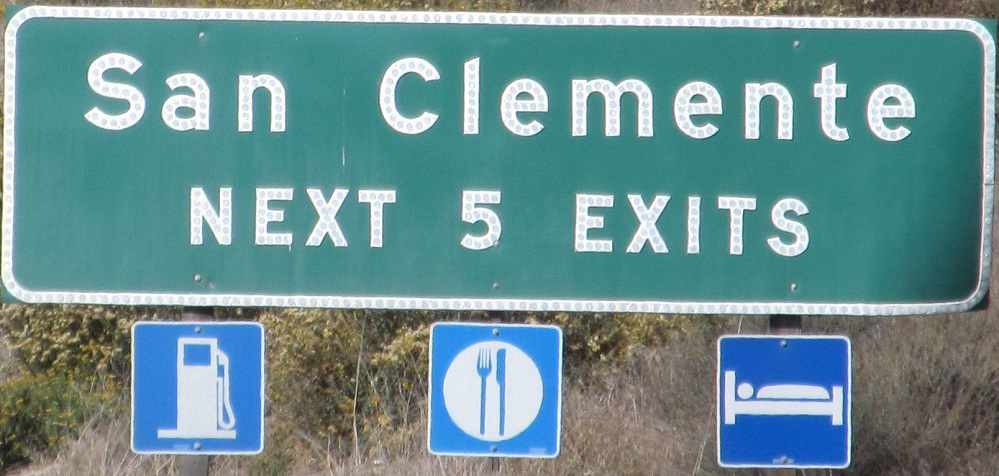 San Clemente
NEXT 5 EXITS